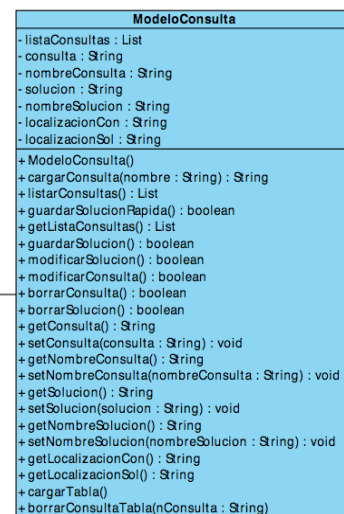 ModeloConsulta
- listaConsultas : List
- consulta : String
- nombreConsulta : String
- solucion : String
- nombreSolucion : String
- localizacionCon : String
- localizacionSol : String
+ ModeloConsulta()
+ cargarConsulta(nombre : String) : String
+ listarConsultas() : List
+ guardarSolucionRapida() : boolean
+ getListaConsultas() : List
+ guardarSolucion() : boolean
+ modificarSolucion() : boolean
+ modificarConsulta() : boolean
+ borrarConsulta() : boolean
+ borrarSolucion() : boolean
+ getConsulta() : String
+ setConsulta(consulta : String) : void
+ getNombreConsulta() : String
+ setNombreConsulta(nombreConsulta : String) : void
+ getSolucion() : String
+ setSolucion(solucion : String) : void
+ getNombreSolucion() : String
+ setNombreSolucion(nombreSolucion : String) : void
+ getLocalizacionCon() : String
+ getLocalizacionSol() : String
+ cargarTabla()
+ borrarConsultaTabla(nConsulta : String)